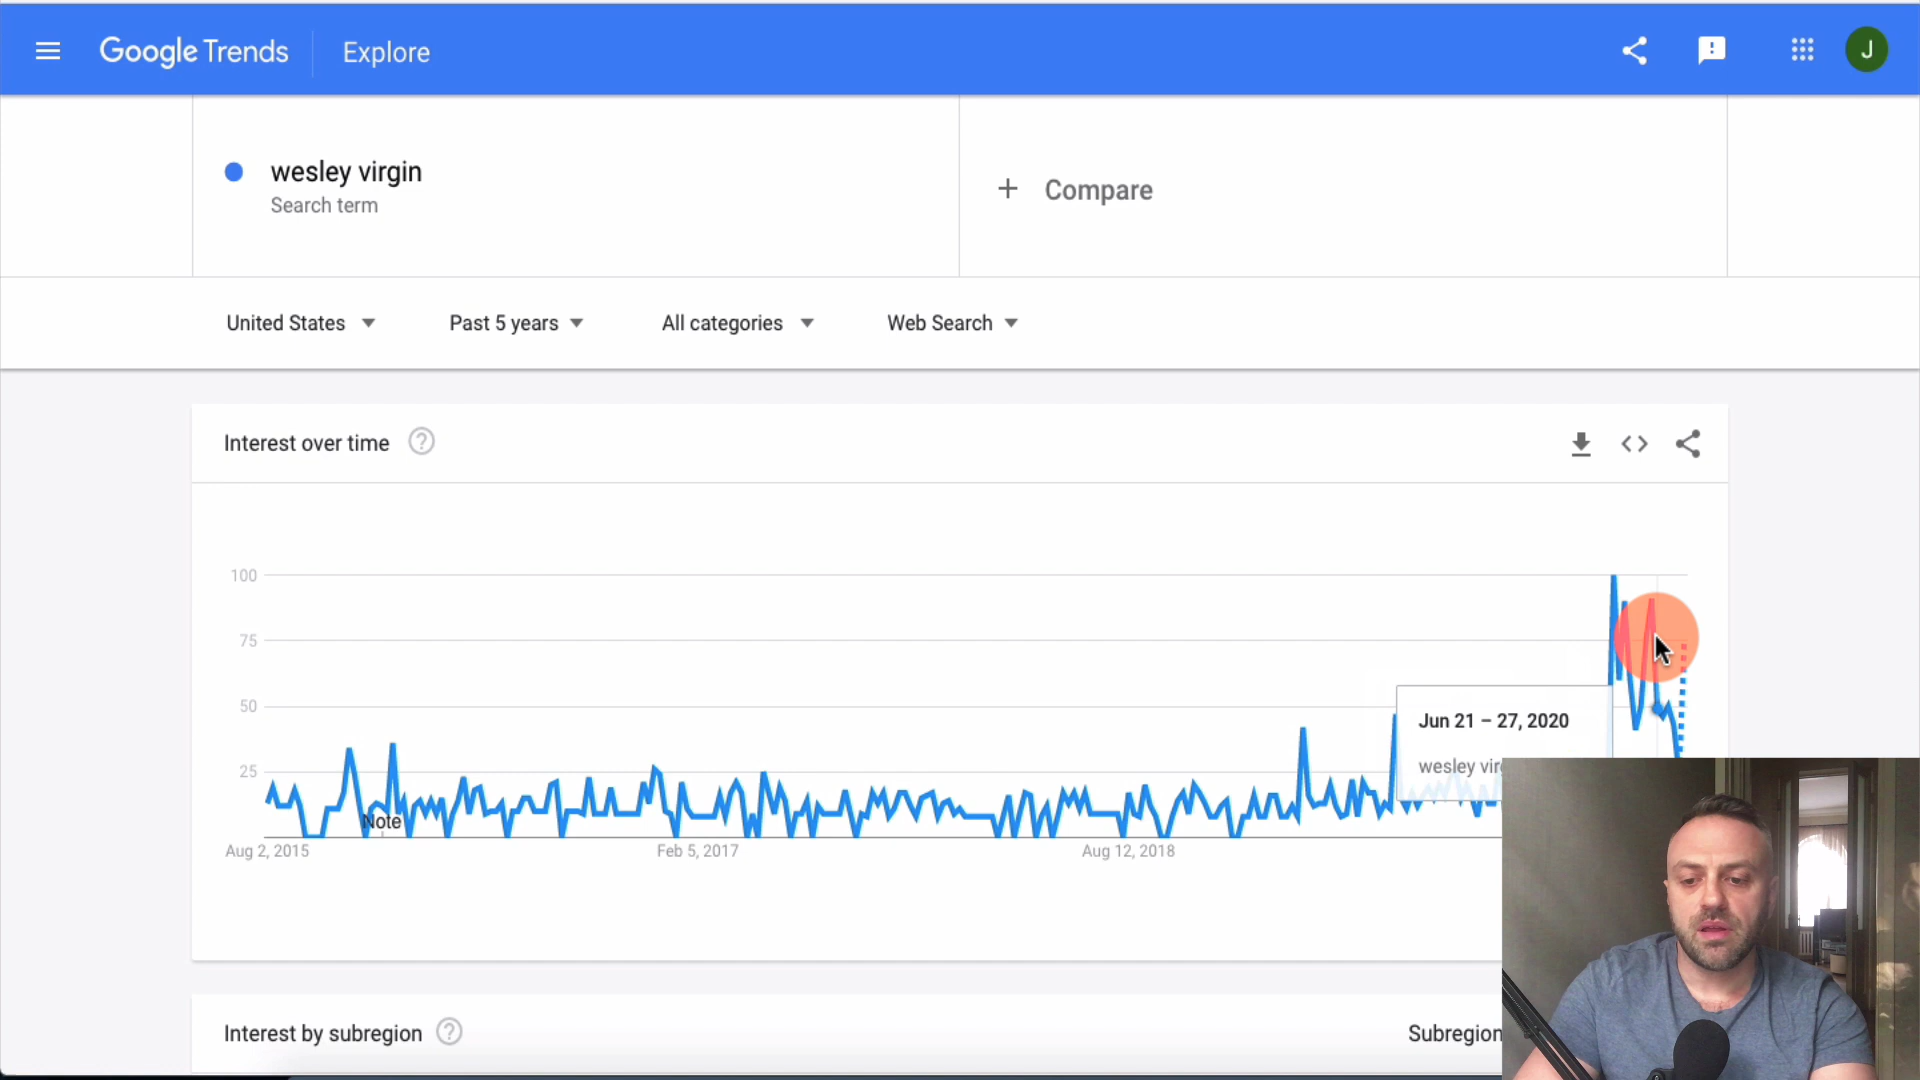 Google Trends Explore J
wesley virgin
Search term
+ Compare
United States Past 5 years All categories Web Search
Interest over time ?
100
75
50
25
Jun 21 – 27, 2020
Note
Aug 2, 2015 Feb 5, 2017 Aug 12, 2018
Interest by subregion ? Subregion